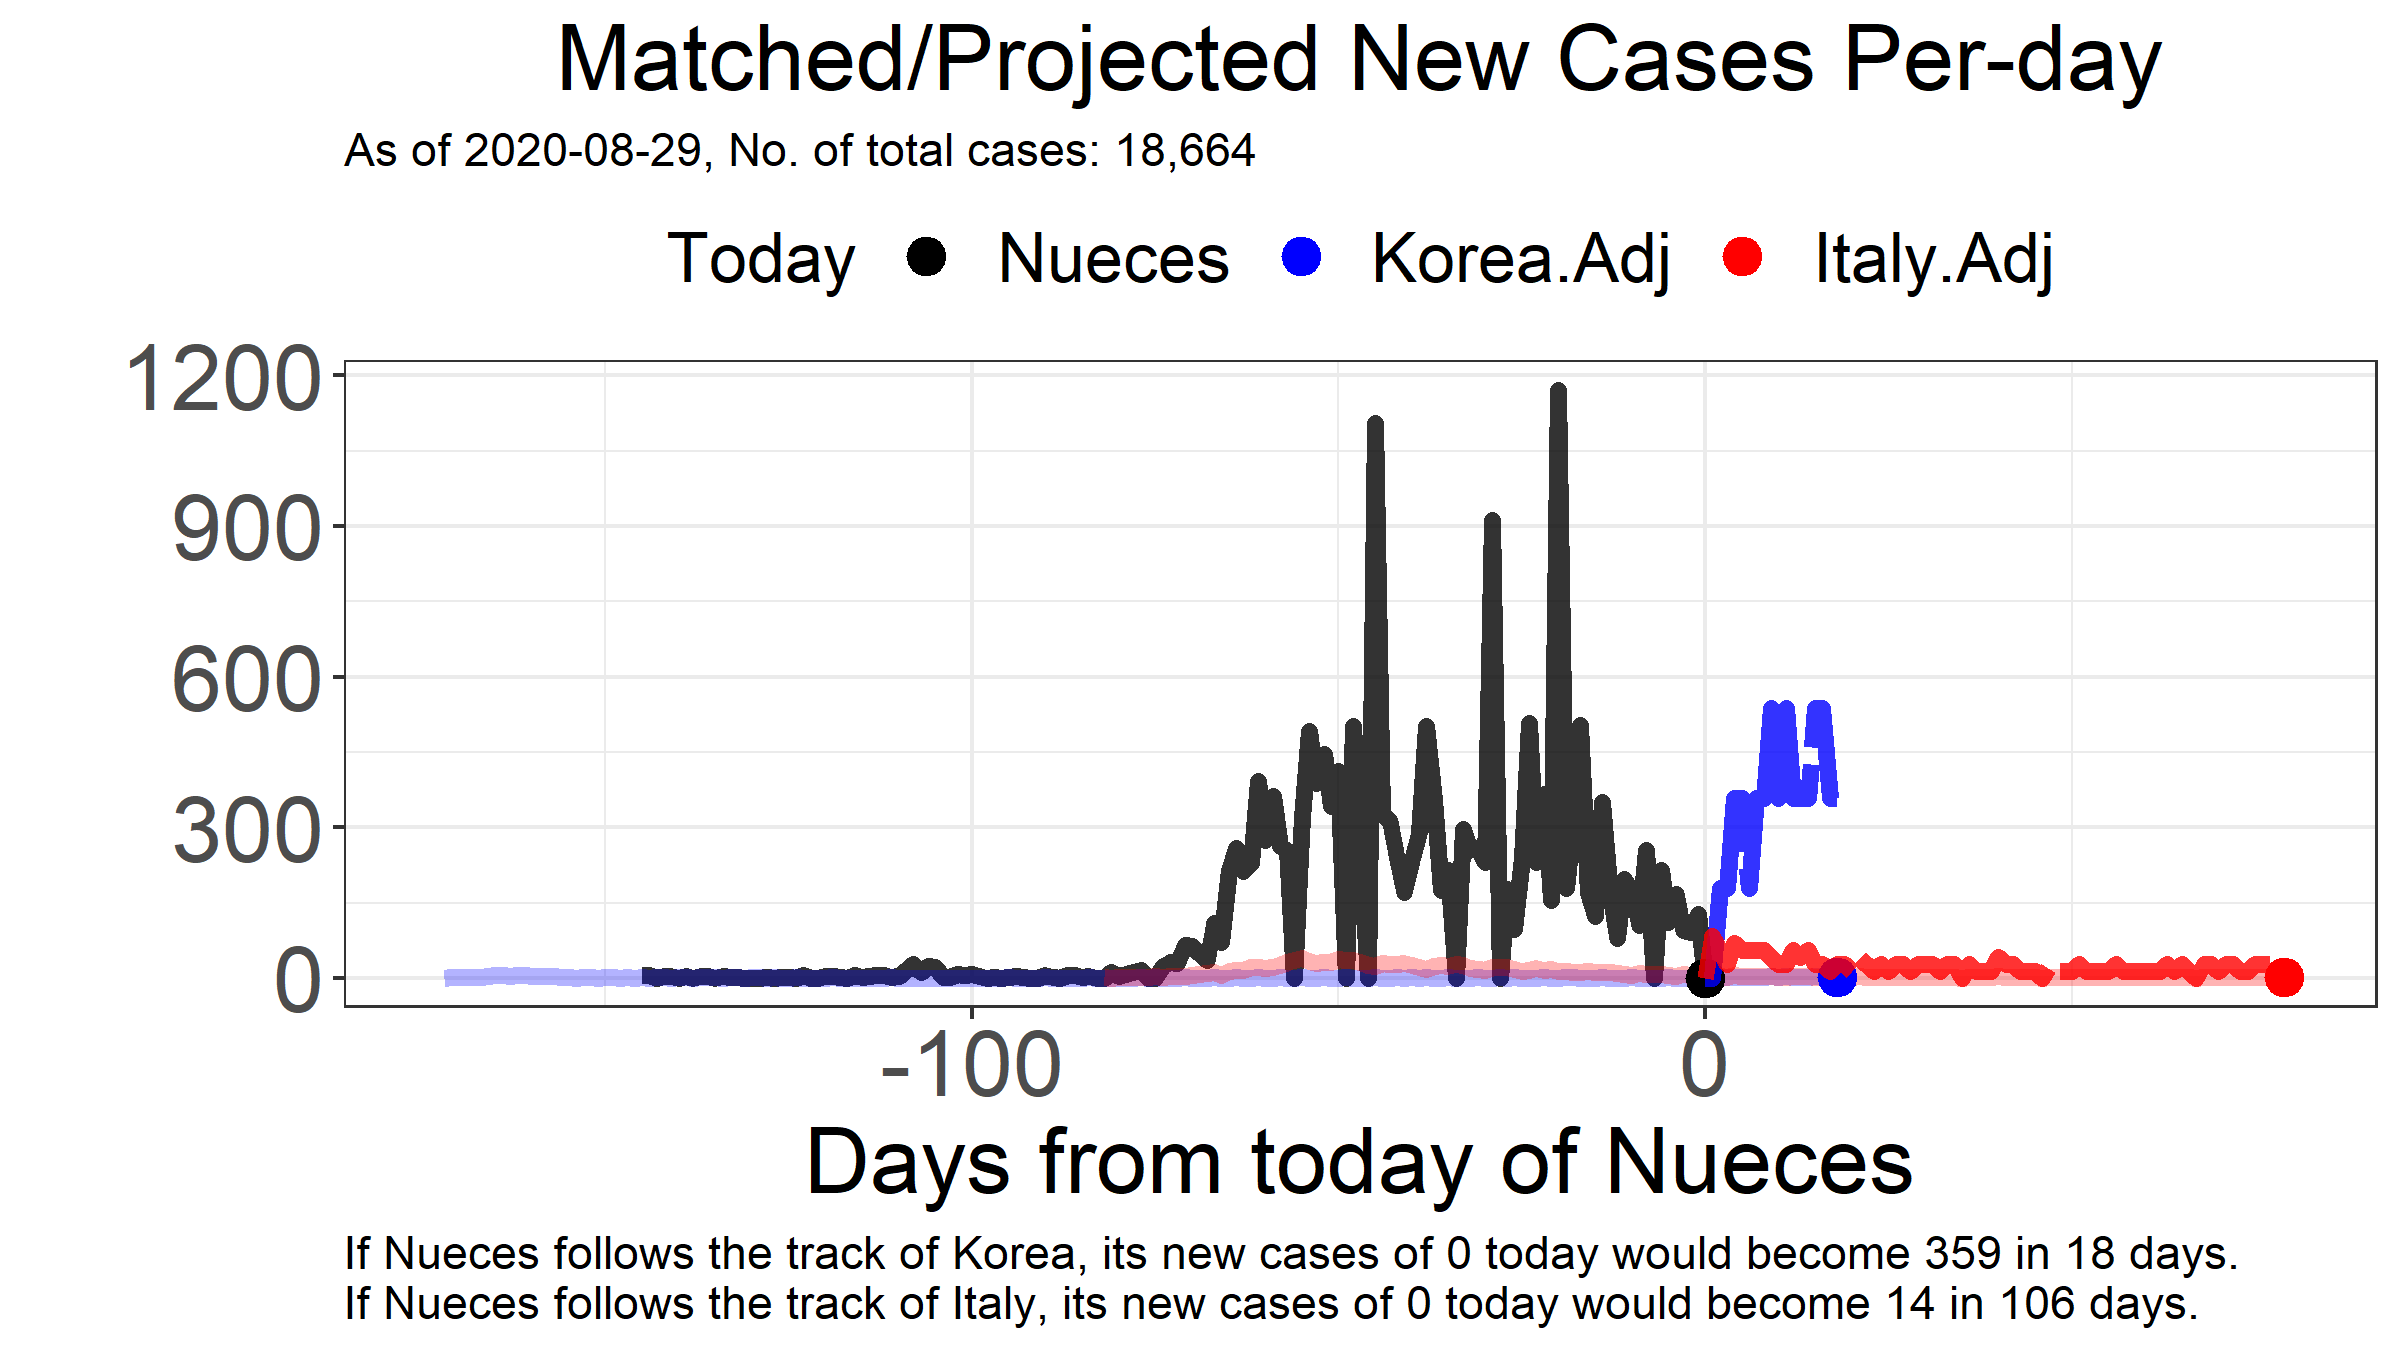 Matched/Projected New Cases Per-day
As of 2020-08-29, No. of total cases: 18,664
Today Nueces Korea.Adj Italy.Adj
1200
900
600
300
0
-100 0
Days from today of Nueces
If Nueces follows the track of Korea, its new cases of 0 today would become 359 in 18 days.
If Nueces follows the track of Italy, its new cases of 0 today would become 14 in 106 days.